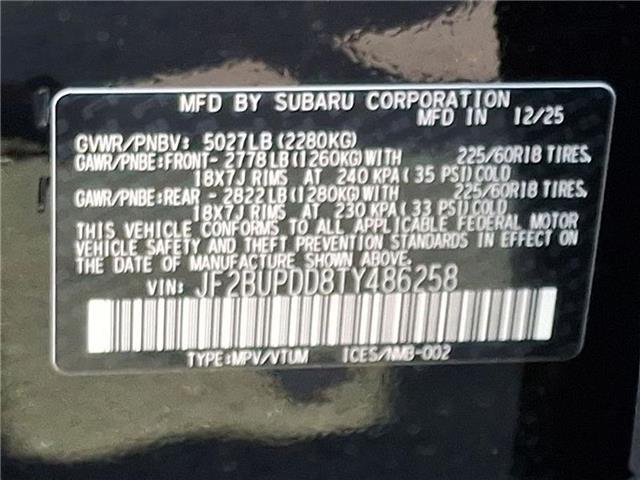 MFD BY SUBARU CORPORATION
MFD IN 12/25
GVWR/PNBV: 5027LB(2280KG)
GAWR/PNBE:FRONT- 2778LB(1260KG)WITH 225/60R18 TIRES,
18X7J RIMS AT 240 KPA( 35 PSI)COLD
GAWR/PNBE:REAR - 2822LB(1280KG)WITH 225/60R18 TIRES,
18X7J RIMS AT 230 KPA( 33 PSI)COLD
THIS VEHICLE CONFORMS TO ALL APPLICABLE FEDERAL MOTOR
VEHICLE SAFETY AND THEFT PREVENTION STANDARDS IN EFFECT ON
THE DATE OF MANUFACTURE SHOWN ABOVE.
VIN: JF2BUPDD8TY486258
TYPE:MPV/VTUM ICES/NMB-002